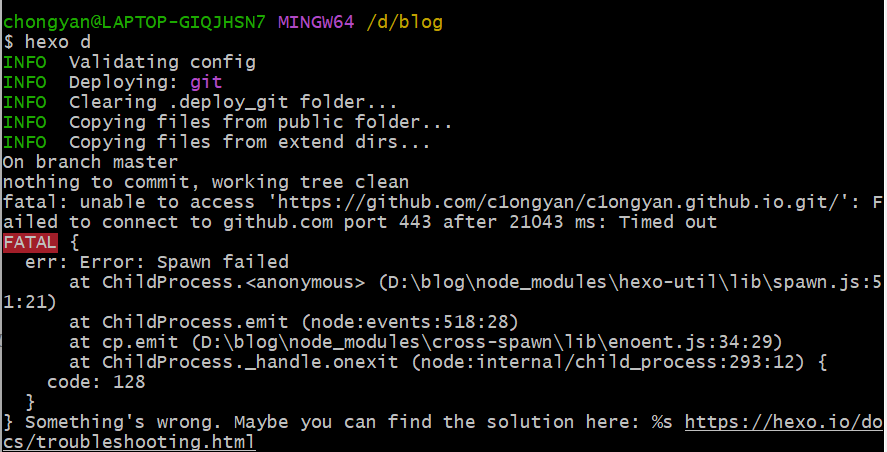 chongyan@LAPTOP-GIQJHSN7 MINGW64 /d/blog
$ hexo d
INFO  Validating config
INFO  Deploying: git
INFO  Clearing .deploy_git folder...
INFO  Copying files from public folder...
INFO  Copying files from extend dirs...
On branch master
nothing to commit, working tree clean
fatal: unable to access 'https://github.com/c1ongyan/c1ongyan.github.io.git/': F
ailed to connect to github.com port 443 after 21043 ms: Timed out
FATAL {
  err: Error: Spawn failed
      at ChildProcess.<anonymous> (D:\blog\node_modules\hexo-util\lib\spawn.js:5
1:21)
      at ChildProcess.emit (node:events:518:28)
      at cp.emit (D:\blog\node_modules\cross-spawn\lib\enoent.js:34:29)
      at ChildProcess._handle.onexit (node:internal/child_process:293:12) {
    code: 128
  }
} Something's wrong. Maybe you can find the solution here: %s https://hexo.io/do
cs/troubleshooting.html